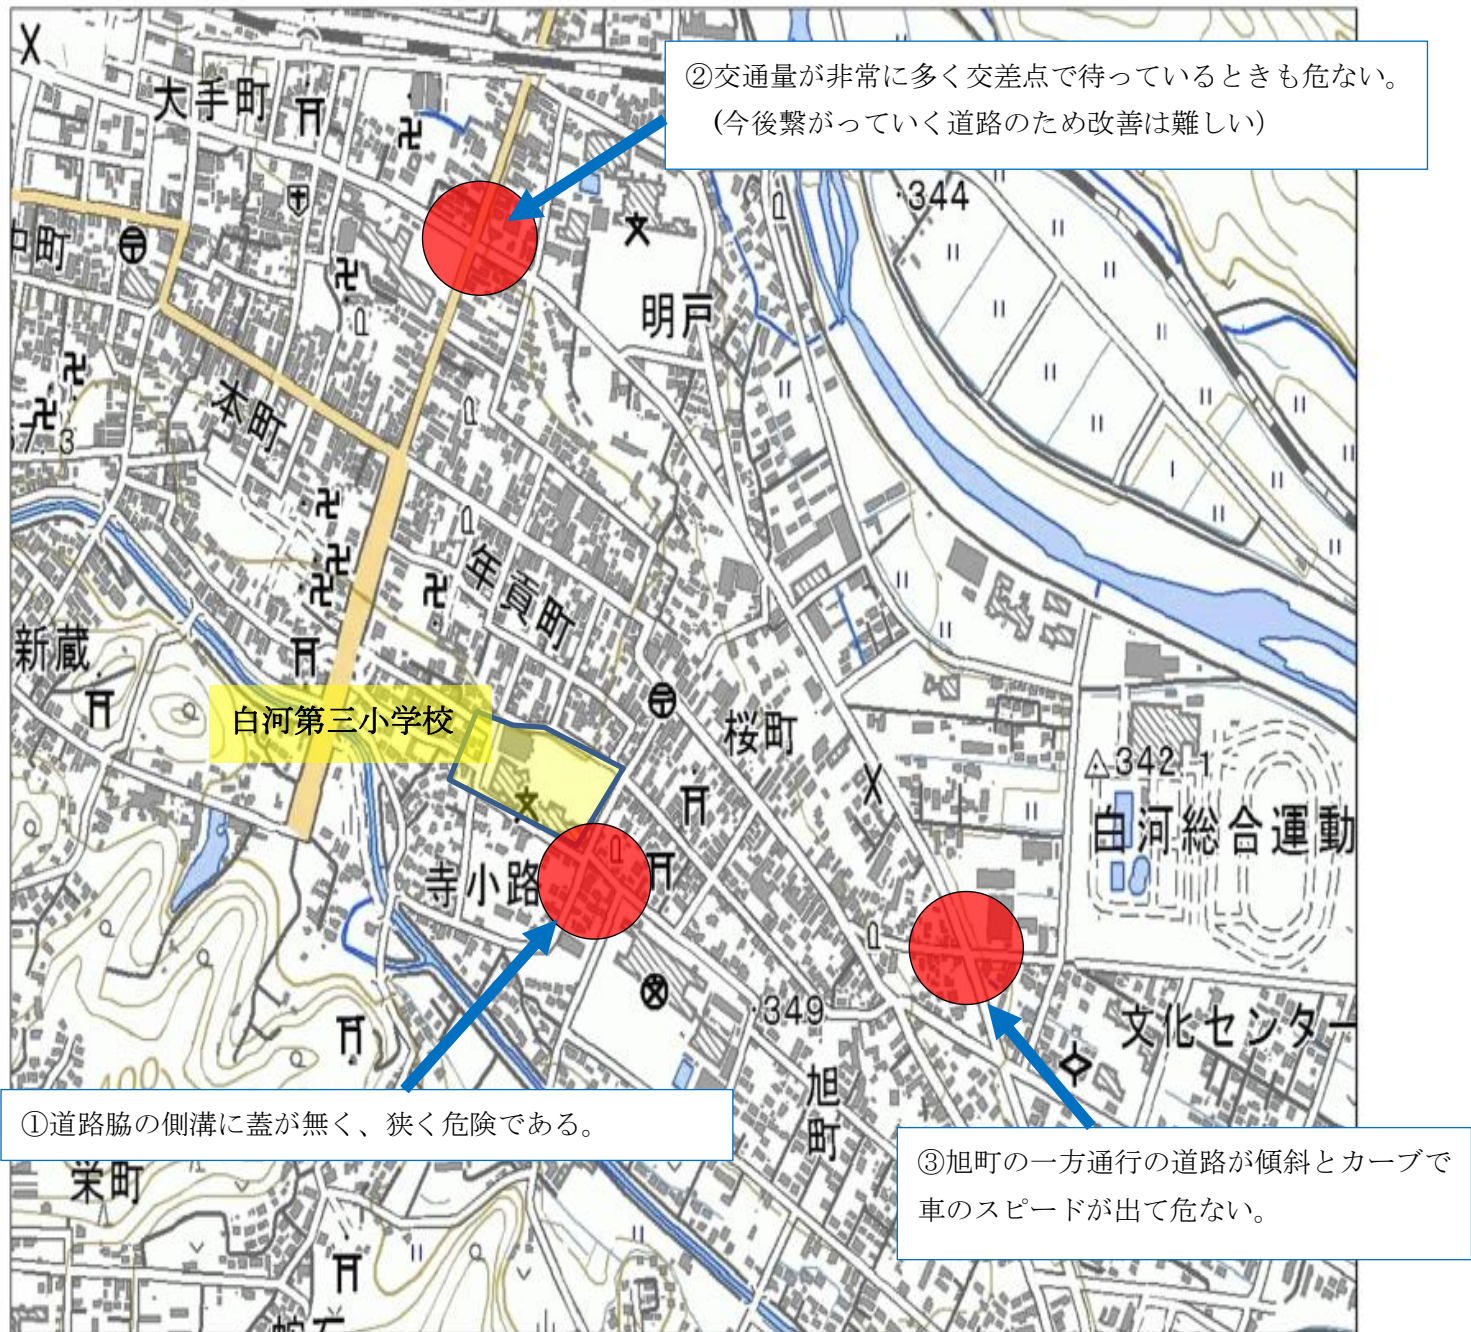 大手町
②交通量が非常に多く交差点で待っているときも危ない。
(今後繋がっていく道路のため改善は難しい）
344
中町
明戸
本町
7.3
年貢町
新蔵
白河第三小学校
桜町
342.1
白河総合運動
寺小路
349
文化センター
旭町
①道路脇の側溝に蓋が無く、狭く危険である。
③旭町の一方通行の道路が傾斜とカーブで
車のスピードが出て危ない。
栄町